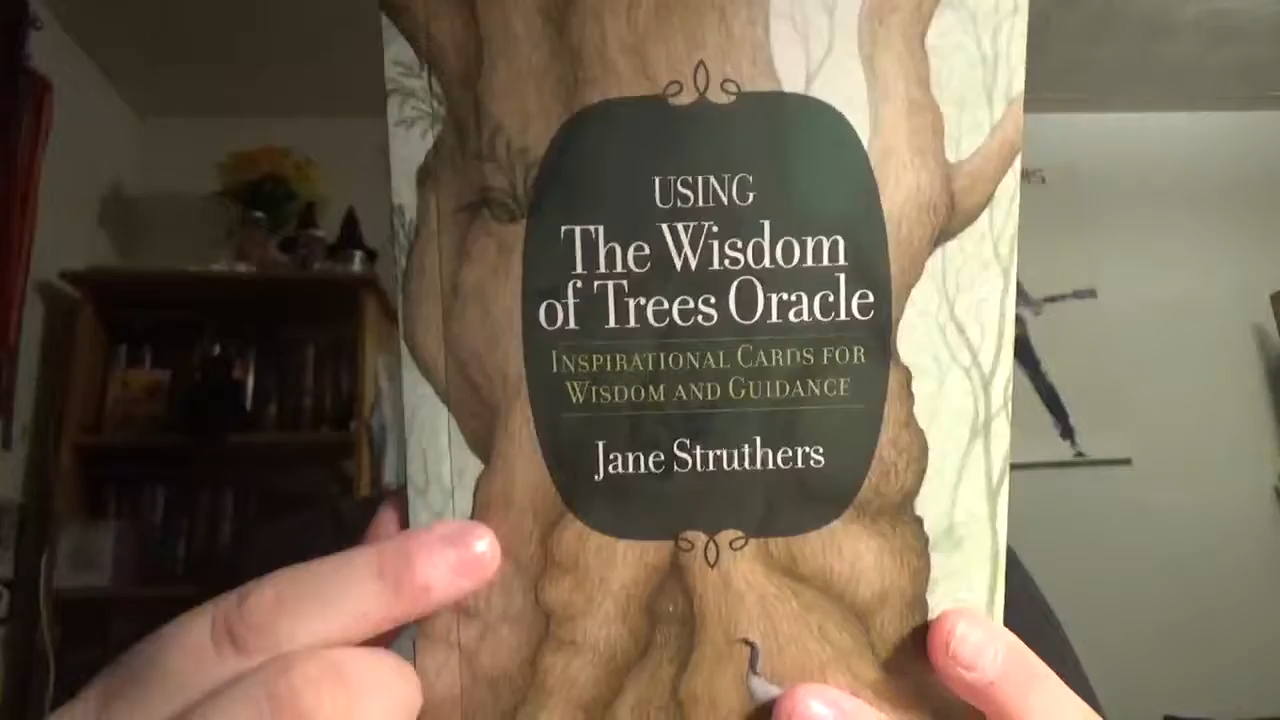 USING
The Wisdom
of Trees Oracle
INSPIRATIONAL CARDS FOR
WISDOM AND GUIDANCE
Jane Struthers